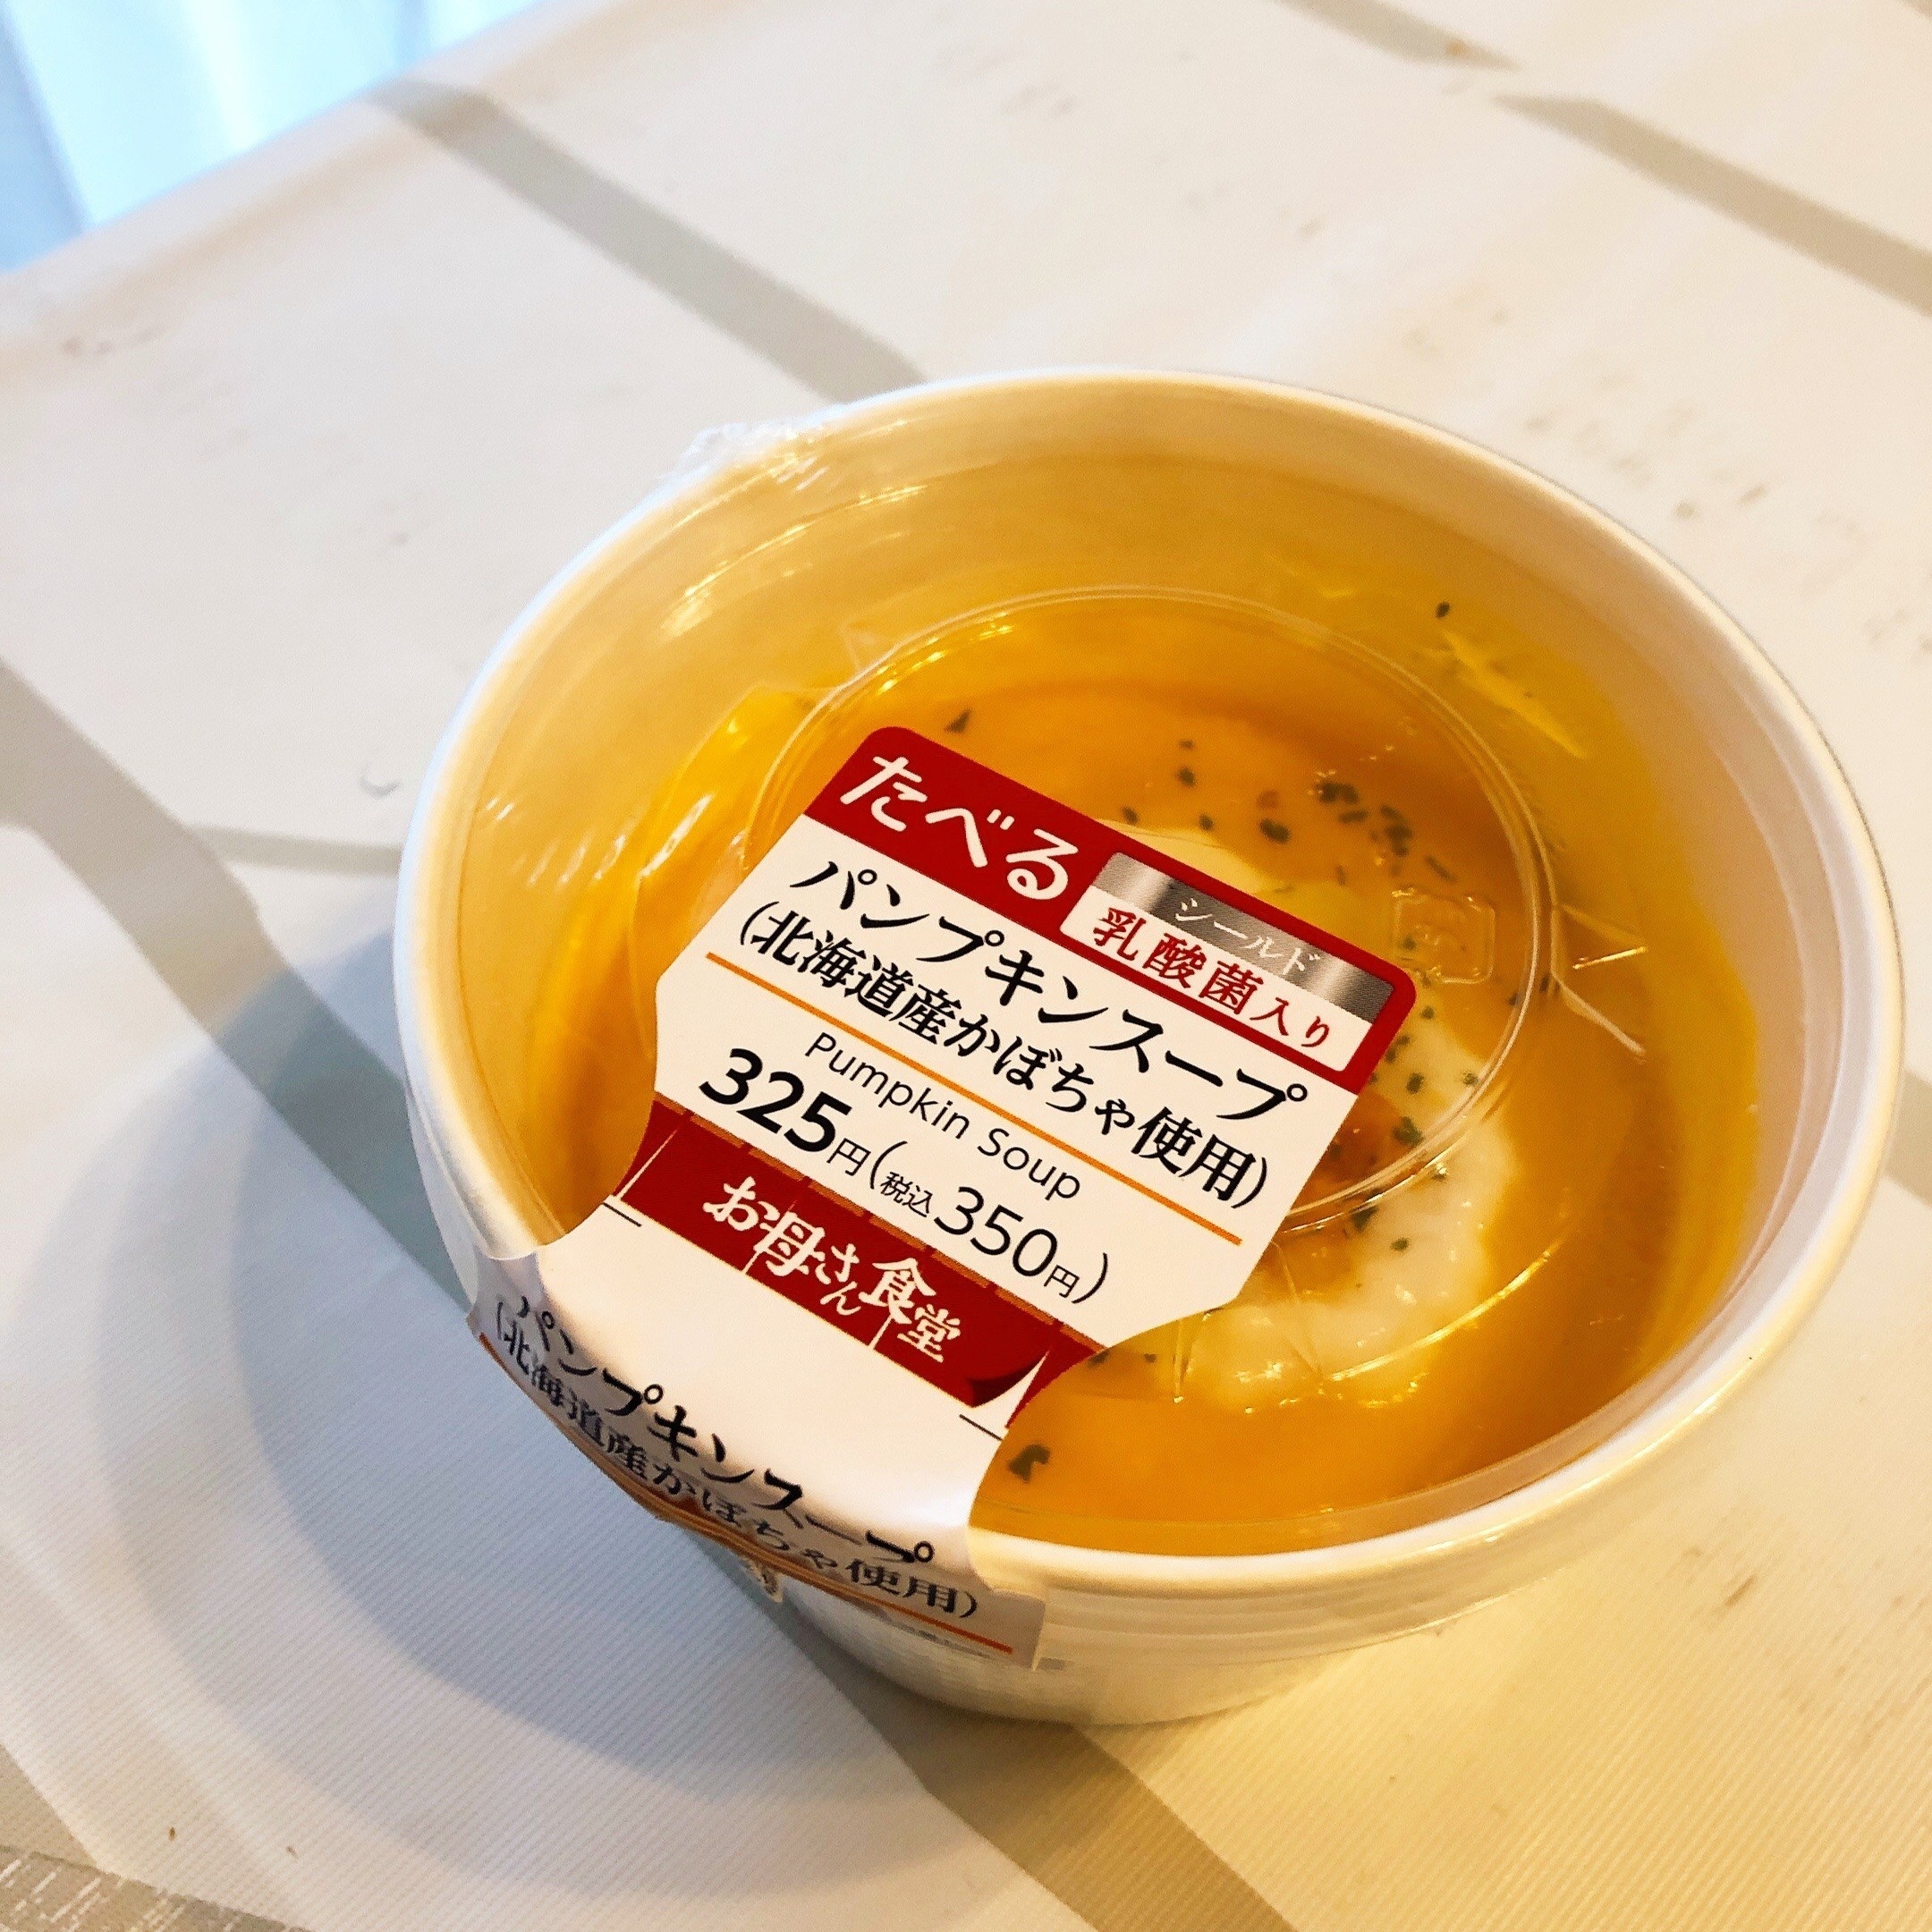 たべる
シールド
乳酸菌入り
パンプキンスープ
(北海道産かぼちゃ使用)
Pumpkin Soup
325円(税込350円)
お母さん食堂
パンプキンスープ
(北海道産かぼちゃ使用)